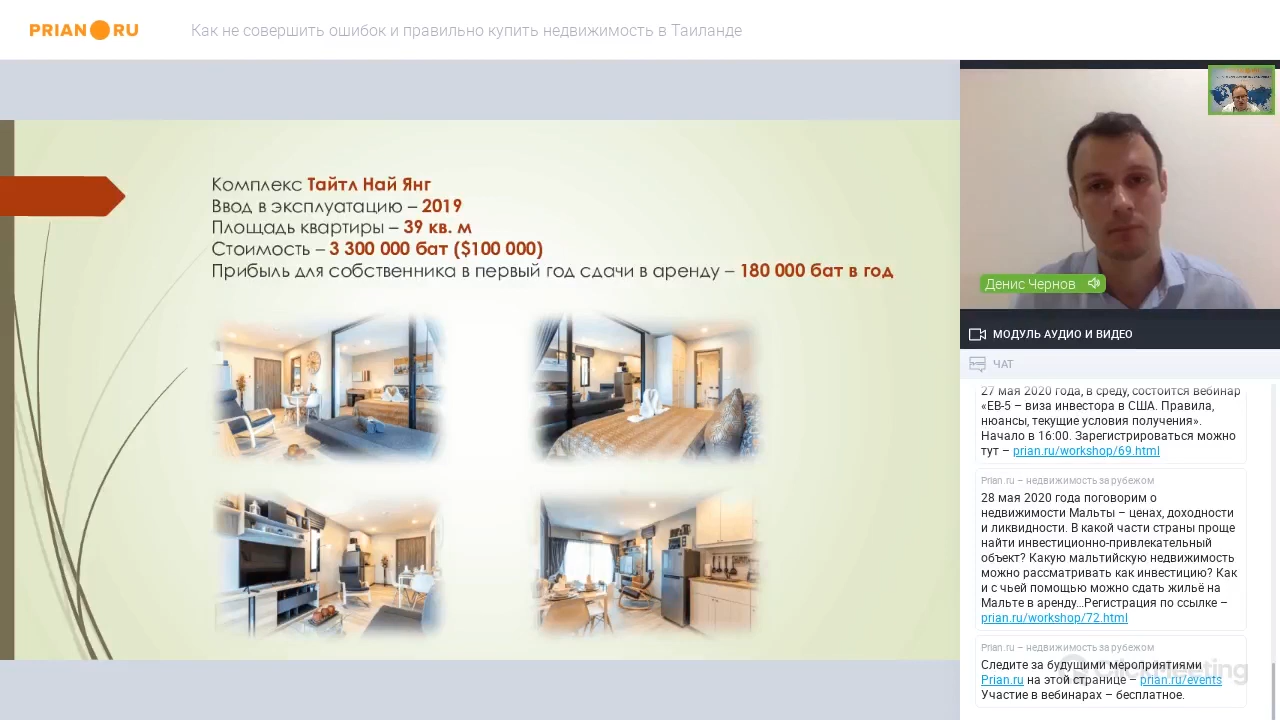 PRIAN RU
Как не совершить ошибок и правильно купить недвижимость в Таиланде
Комплекс Тайтл Най Янг
Ввод в эксплуатацию – 2019
Площадь квартиры – 39 кв. м
Стоимость – 3 300 000 бат ($100 000)
Прибыль для собственника в первый год сдачи в аренду – 180 000 бат в год
Денис Чернов
МОДУЛЬ АУДИО И ВИДЕО
ЧАТ
27 мая 2020 года, в среду, состоится вебинар
«EB-5 – виза инвестора в США. Правила,
нюансы, текущие условия получения».
Начало в 16:00. Зарегистрироваться можно
тут – prian.ru/workshop/69.html
Prian.ru – недвижимость за рубежом
28 мая 2020 года поговорим о
недвижимости Мальты – ценах, доходности
и ликвидности. В какой части страны проще
найти инвестиционно-привлекательный
объект? Какую мальтийскую недвижимость
можно рассматривать как инвестицию? Как
и с чьей помощью можно сдать жильё на
Мальте в аренду...Регистрация по ссылке –
prian.ru/workshop/72.html
Prian.ru – недвижимость за рубежом
Следите за будущими мероприятиями
Prian.ru на этой странице – prian.ru/events
Участие в вебинарах – бесплатное.
ClickMeeting